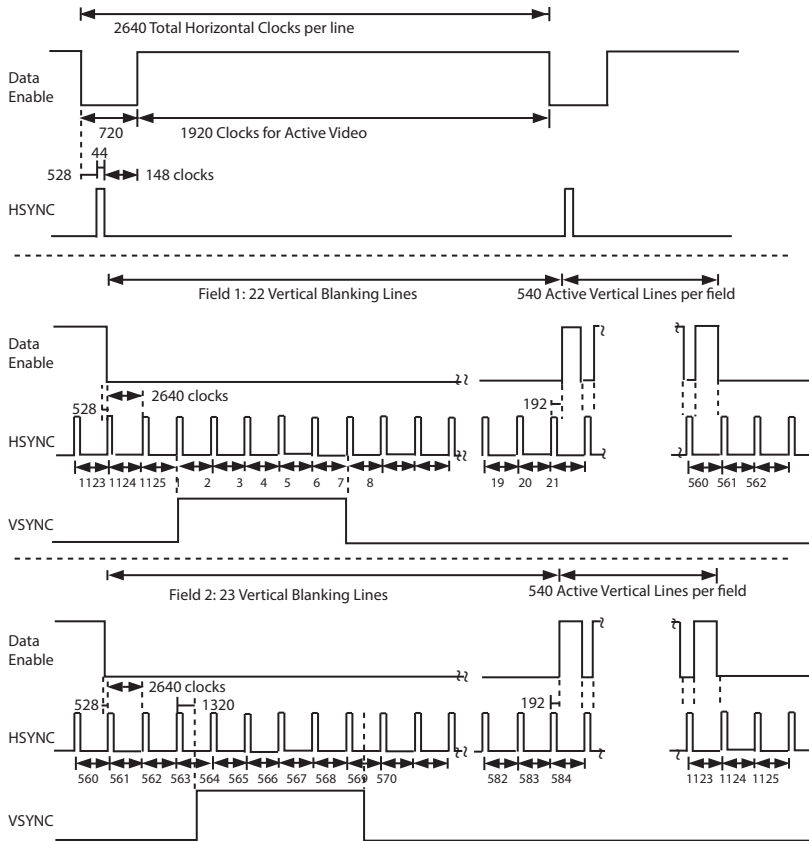 2640 Total Horizontal Clocks per line
Data
Enable
720
1920 Clocks for Active Video
44
528
148 clocks
HSYNC
Field 1: 22 Vertical Blanking Lines
540 Active Vertical Lines per field
Data
Enable
528
2640 clocks
192
HSYNC
1123 1124 1125 1 2 3 4 5 6 7 8 19 20 21 560 561 562
VSYNC
Field 2: 23 Vertical Blanking Lines
540 Active Vertical Lines per field
Data
Enable
528
2640 clocks
1320
192
HSYNC
560 561 562 563 564 565 566 567 568 569 570 582 583 584 1123 1124 1125
VSYNC